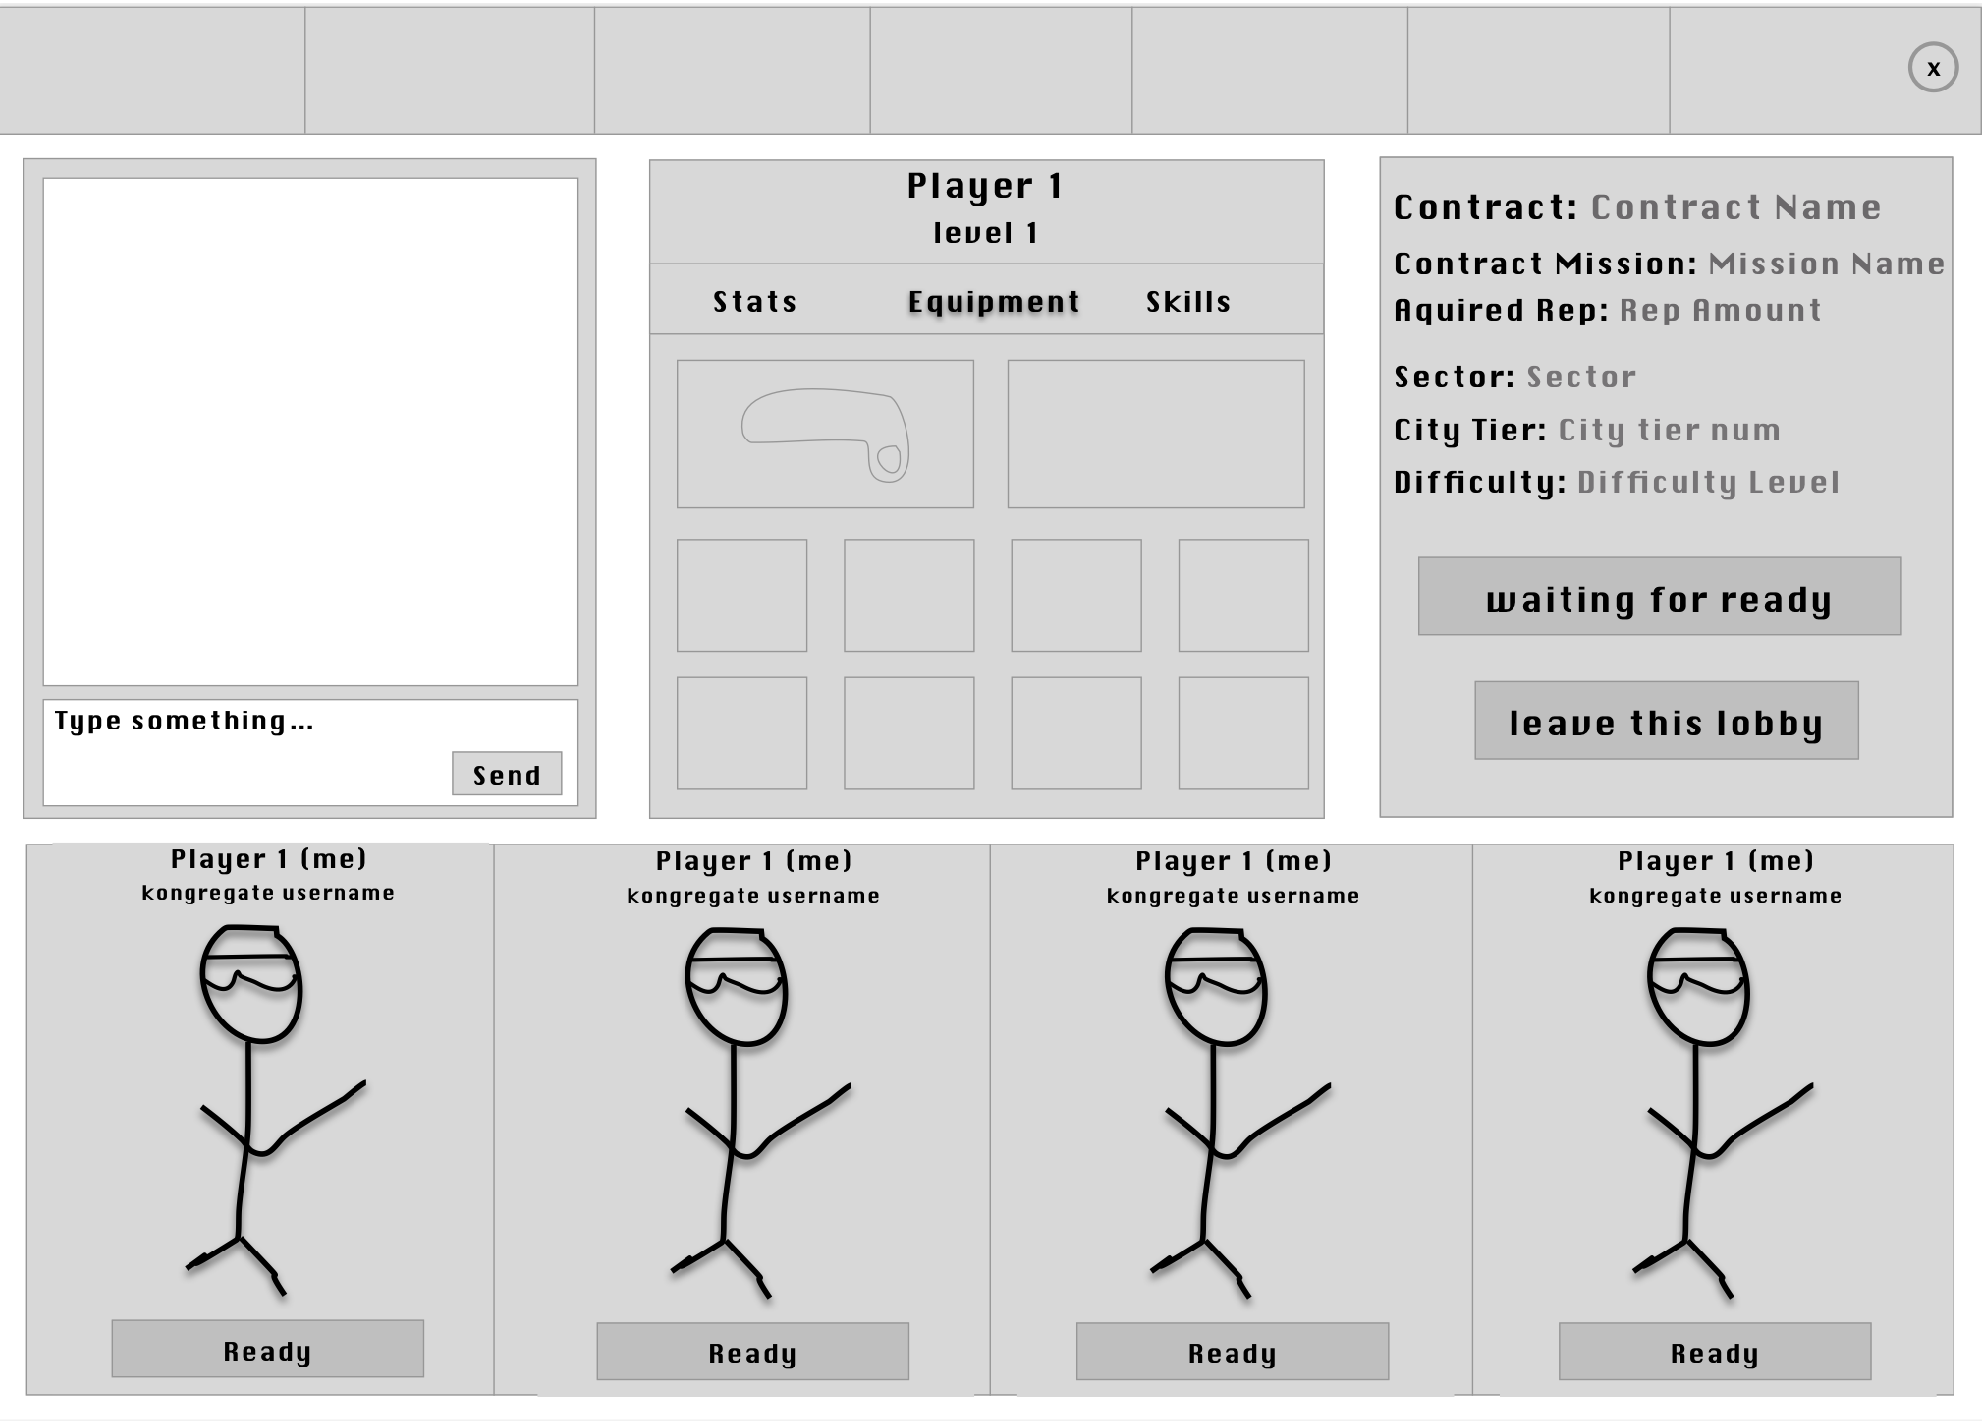 x
Type something...
Send
Player 1
level 1
Stats Equipment Skills
Contract: Contract Name
Contract Mission: Mission Name
Aquired Rep: Rep Amount
Sector: Sector
City Tier: City tier num
Difficulty: Difficulty Level
waiting for ready
leave this lobby
Player 1 (me)
kongregate username
Ready
Player 1 (me)
kongregate username
Ready
Player 1 (me)
kongregate username
Ready
Player 1 (me)
kongregate username
Ready